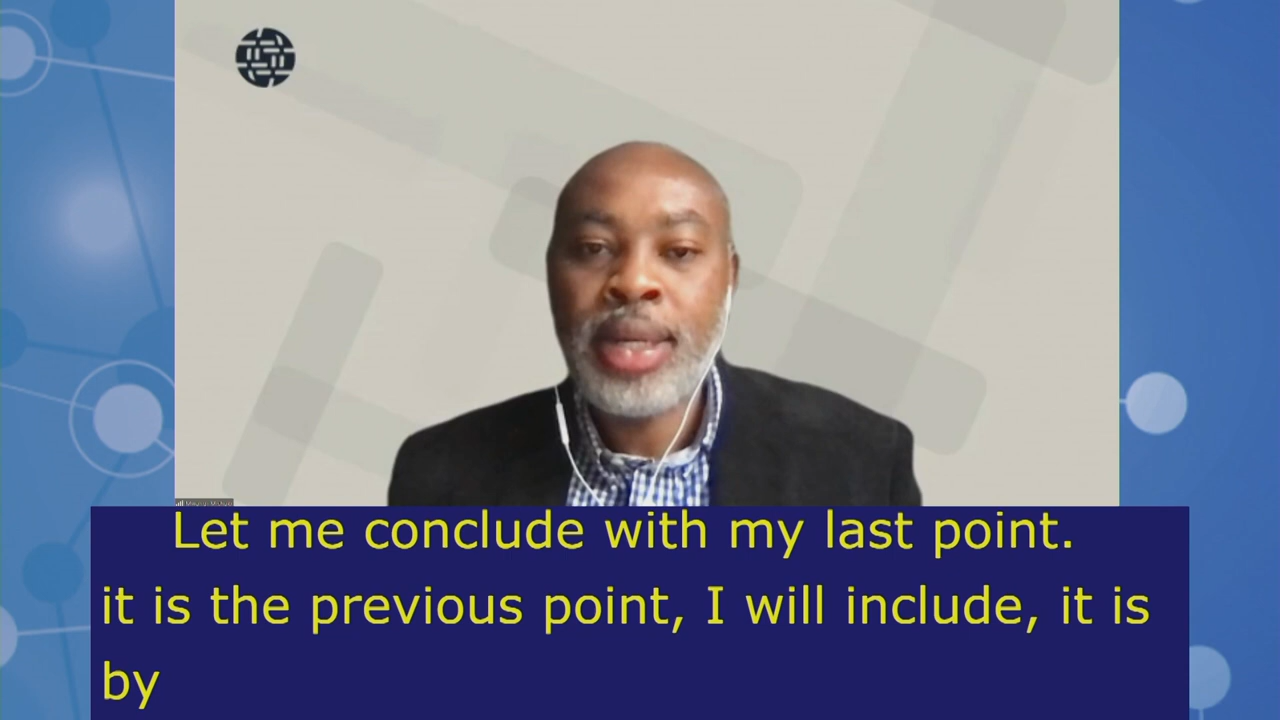 Let me conclude with my last point.
it is the previous point, I will include, it is
by